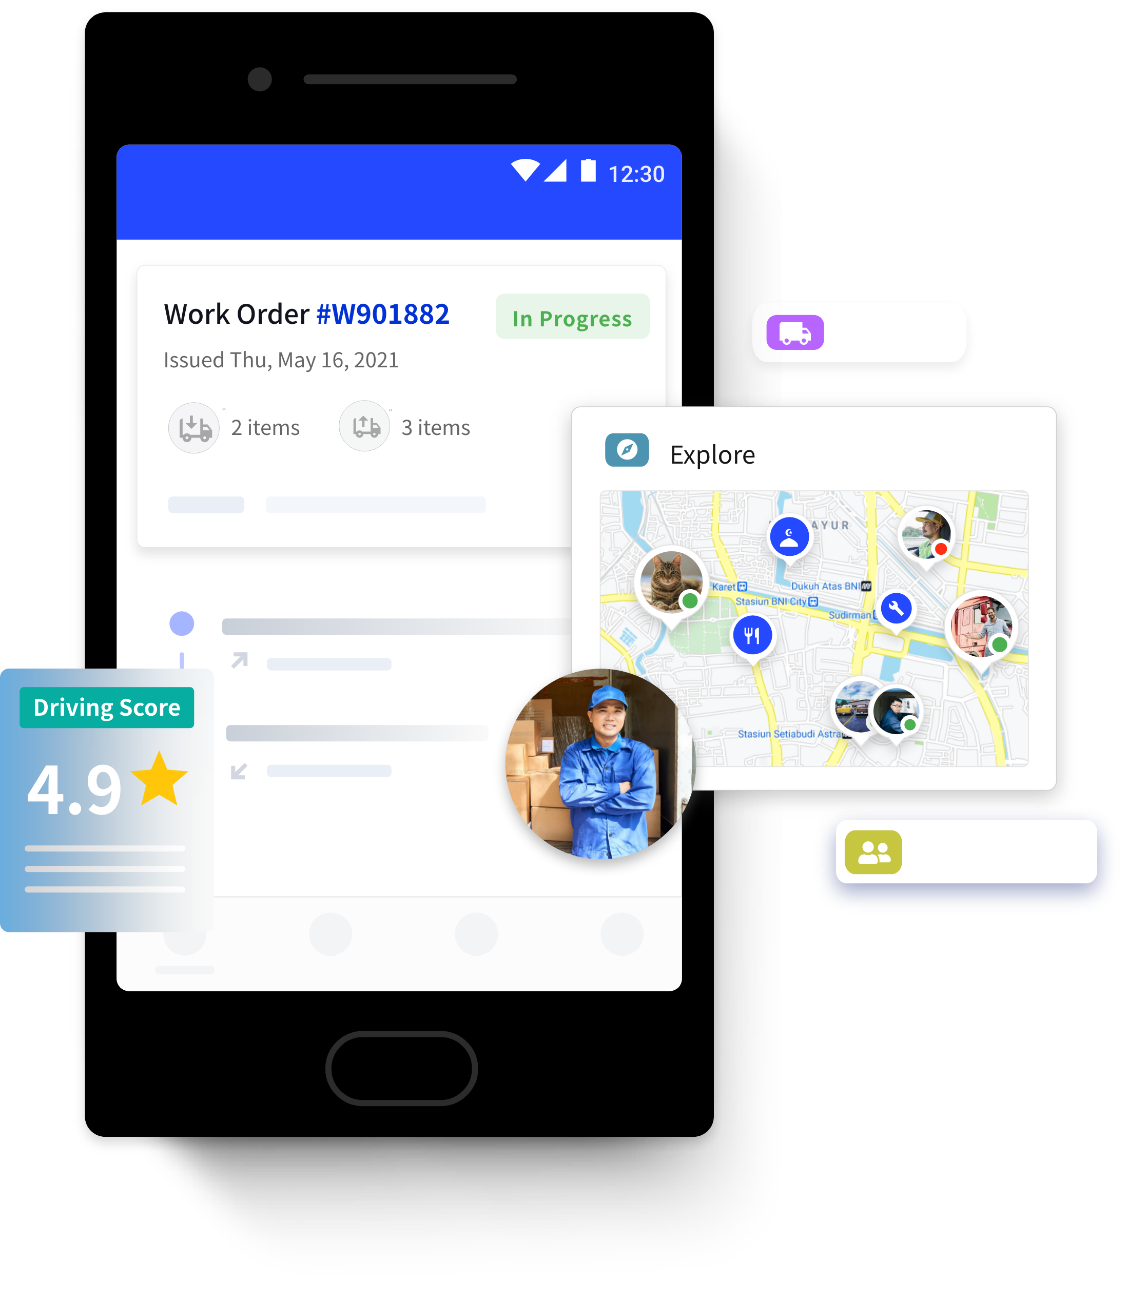 12:30
Work Order #W901882
In Progress
Issued Thu, May 16, 2021
2 items
3 items
Explore
AYUR
Karet
Dukuh Atas BNI
Stasiun BNI City
Sudirman
Stasiun Setiabudi Astra
Driving Score
4.9